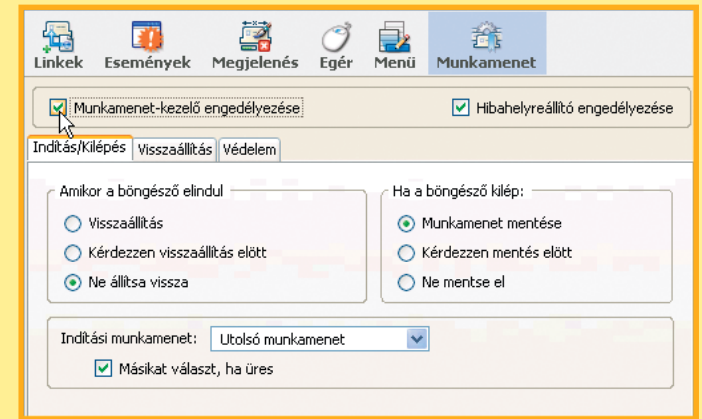 Linkek Események Megjelenés Egér Menü Munkamenet
Munkamenet-kezelő engedélyezése Hibahelyreállító engedélyezése
Indítás/Kilépés Visszaállítás Védelem
Amikor a böngésző elindul Ha a böngésző kilép:
Visszaállítás Munkamenet mentése
Kérdezzen visszaállítás elött Kérdezzen mentés elött
Ne állítsa vissza Ne mentse el
Indítási munkamenet: Utolsó munkamenet
Másikat választ, ha üres